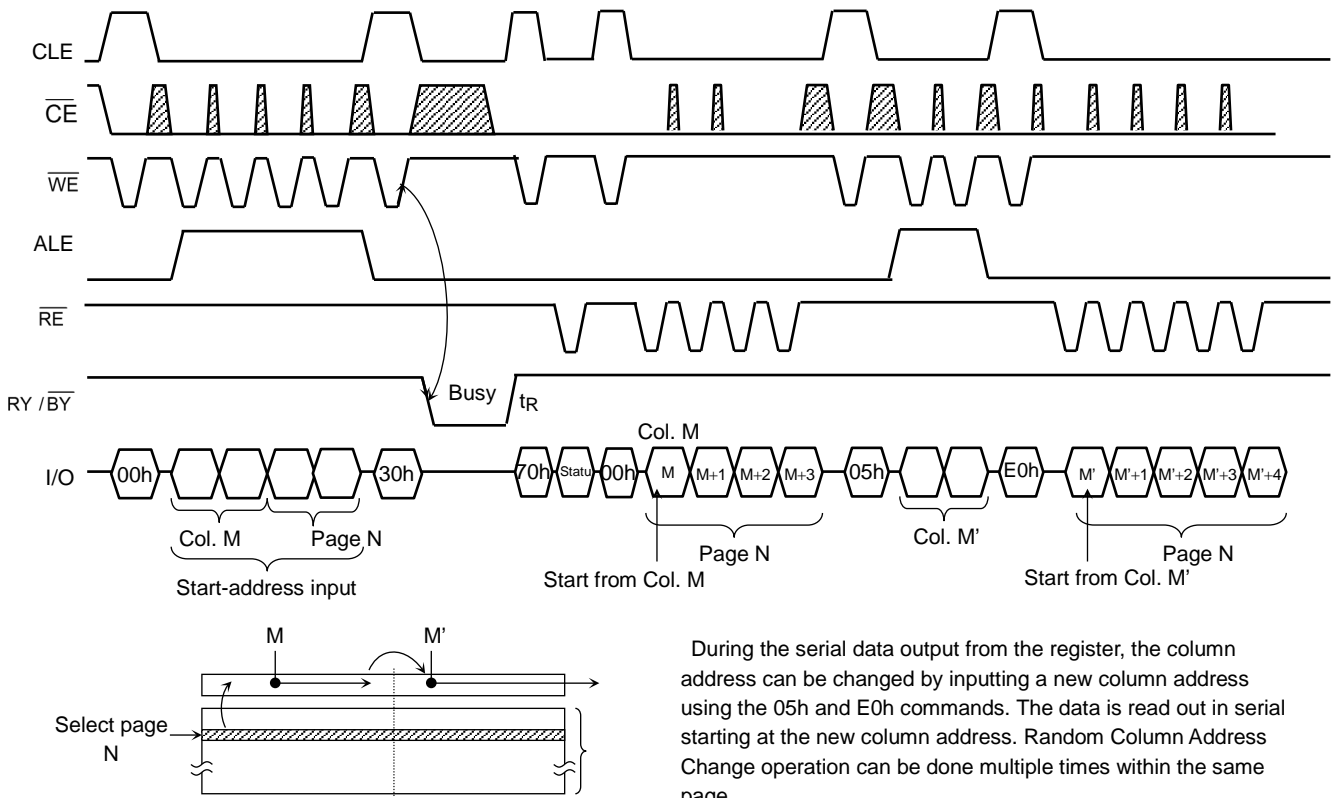 CLE
CE
WE
ALE
RE
RY /BY Busy tR
Col. M
I/O 00h 30h 70h Statu 00h M M+1 M+2 M+3 05h E0h M' M'+1 M'+2 M'+3 M'+4
Col. M Page N Page N Col. M’ Page N
Start-address input Start from Col. M Start from Col. M’
M M’
Select page
N
During the serial data output from the register, the column
address can be changed by inputting a new column address
using the 05h and E0h commands. The data is read out in serial
starting at the new column address. Random Column Address
Change operation can be done multiple times within the same
page